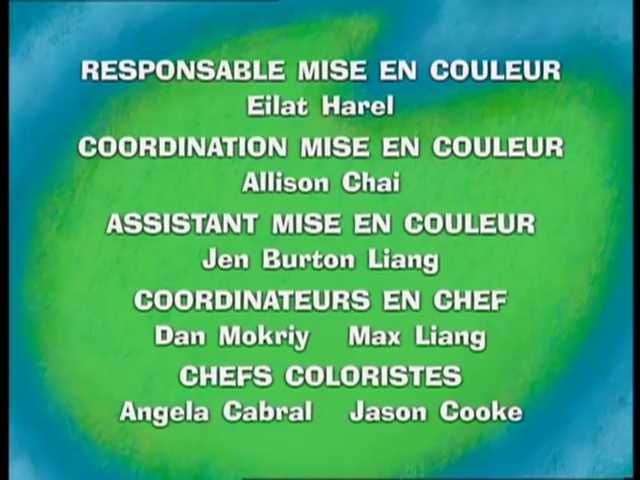 RESPONSABLE MISE EN COULEUR
Eilat Harel
COORDINATION MISE EN COULEUR
Allison Chai
ASSISTANT MISE EN COULEUR
Jen Burton Liang
COORDINATEURS EN CHEF
Dan Mokriy Max Liang
CHEFS COLORISTES
Angela Cabral Jason Cooke